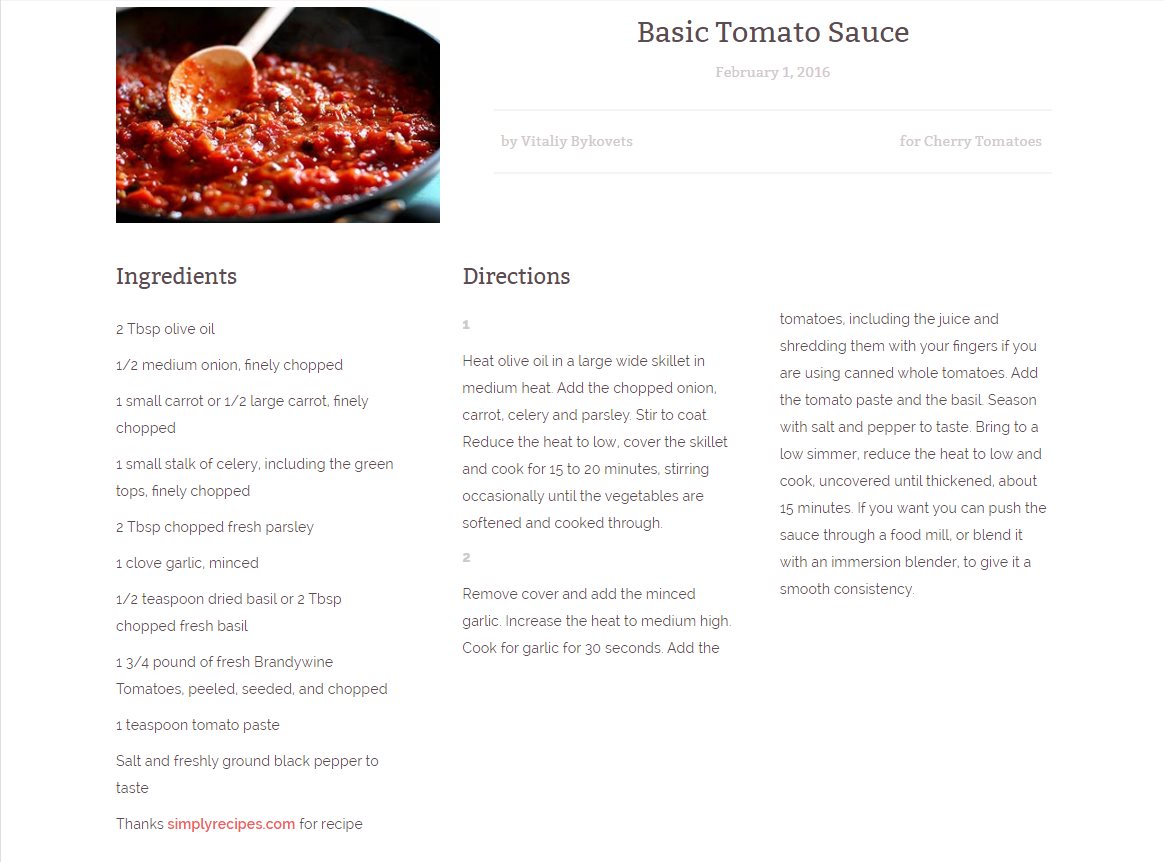 Basic Tomato Sauce
February 1, 2016
by Vitaliy Bykovets
for Cherry Tomatoes
Ingredients
2 Tbsp olive oil
1/2 medium onion, finely chopped
1 small carrot or 1/2 large carrot, finely
chopped
1 small stalk of celery, including the green
tops, finely chopped
2 Tbsp chopped fresh parsley
1 clove garlic, minced
1/2 teaspoon dried basil or 2 Tbsp
chopped fresh basil
1 3/4 pound of fresh Brandywine
Tomatoes, peeled, seeded, and chopped
1 teaspoon tomato paste
Salt and freshly ground black pepper to
taste
Thanks simplyrecipes.com for recipe
Directions
1
Heat olive oil in a large wide skillet in
medium heat. Add the chopped onion,
carrot, celery and parsley. Stir to coat.
Reduce the heat to low, cover the skillet
and cook for 15 to 20 minutes, stirring
occasionally until the vegetables are
softened and cooked through.
2
Remove cover and add the minced
garlic. Increase the heat to medium high.
Cook for garlic for 30 seconds. Add the
tomatoes, including the juice and
shredding them with your fingers if you
are using canned whole tomatoes. Add
the tomato paste and the basil. Season
with salt and pepper to taste. Bring to a
low simmer, reduce the heat to low and
cook, uncovered until thickened, about
15 minutes. If you want you can push the
sauce through a food mill, or blend it
with an immersion blender, to give it a
smooth consistency.